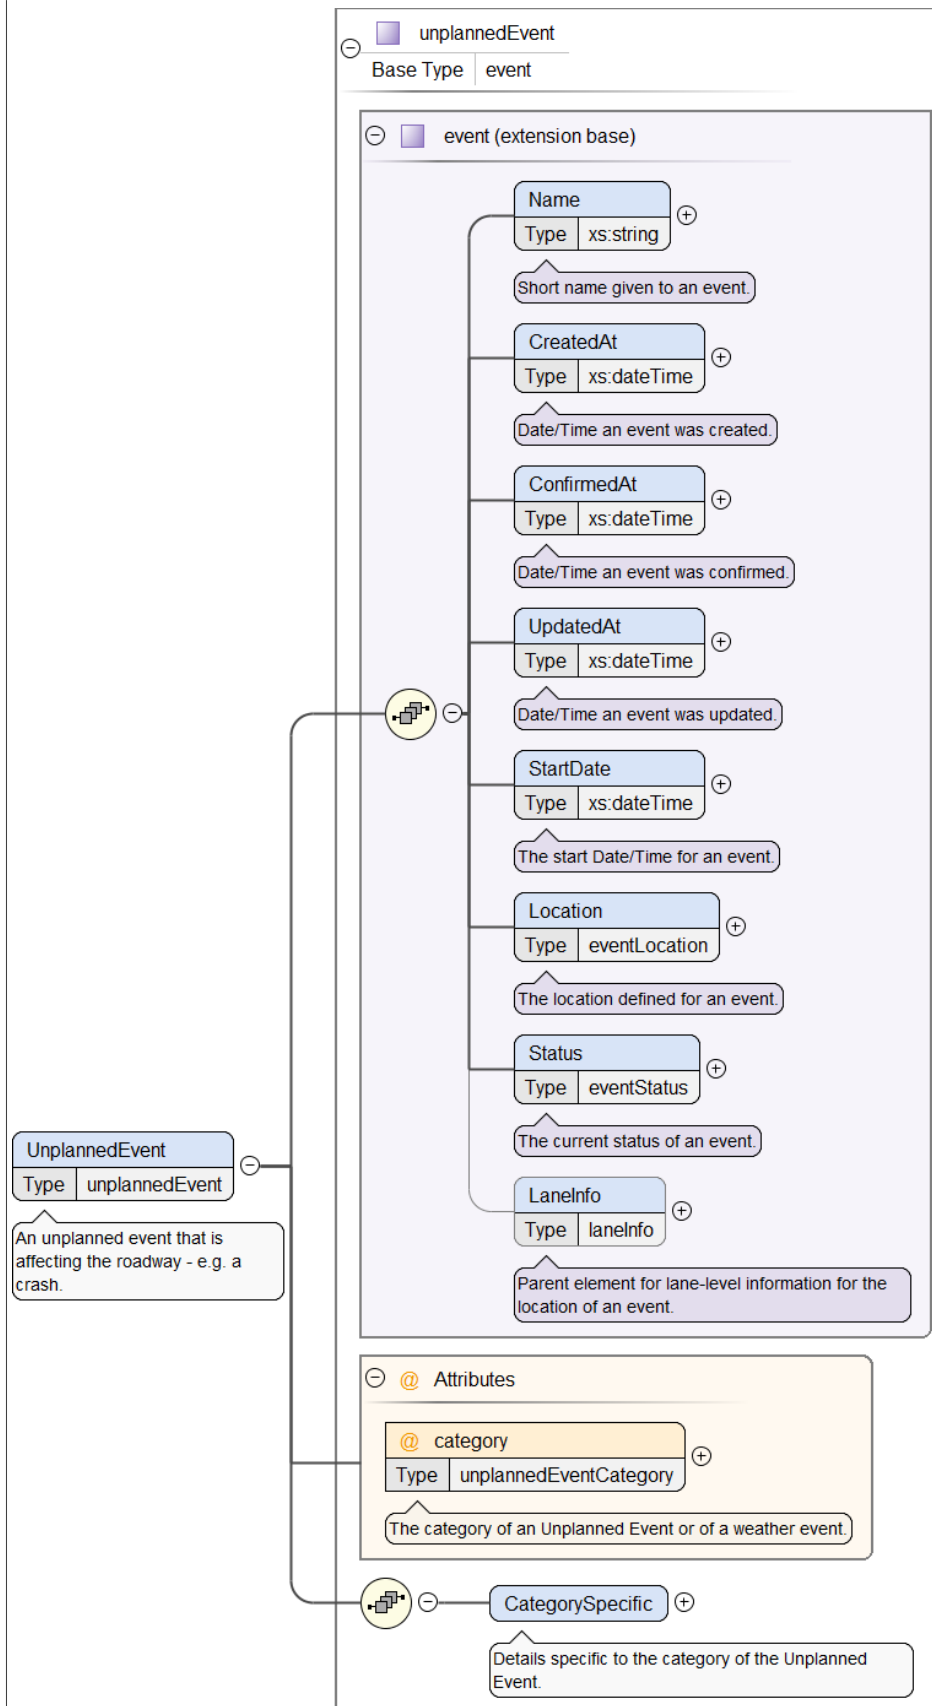 unplannedEvent
Base Type event
event (extension base)
Name
Type xs:string
Short name given to an event.
CreatedAt
Type xs:dateTime
Date/Time an event was created.
ConfirmedAt
Type xs:dateTime
Date/Time an event was confirmed.
UpdatedAt
Type xs:dateTime
Date/Time an event was updated.
StartDate
Type xs:dateTime
The start Date/Time for an event.
Location
Type eventLocation
The location defined for an event.
Status
Type eventStatus
The current status of an event.
UnplannedEvent
Type unplannedEvent
An unplanned event that is
affecting the roadway - e.g. a
crash.
LaneInfo
Type laneInfo
Parent element for lane-level information for the
location of an event.
@ Attributes
@ category
Type unplannedEventCategory
The category of an Unplanned Event or of a weather event.
CategorySpecific
Details specific to the category of the Unplanned
Event.